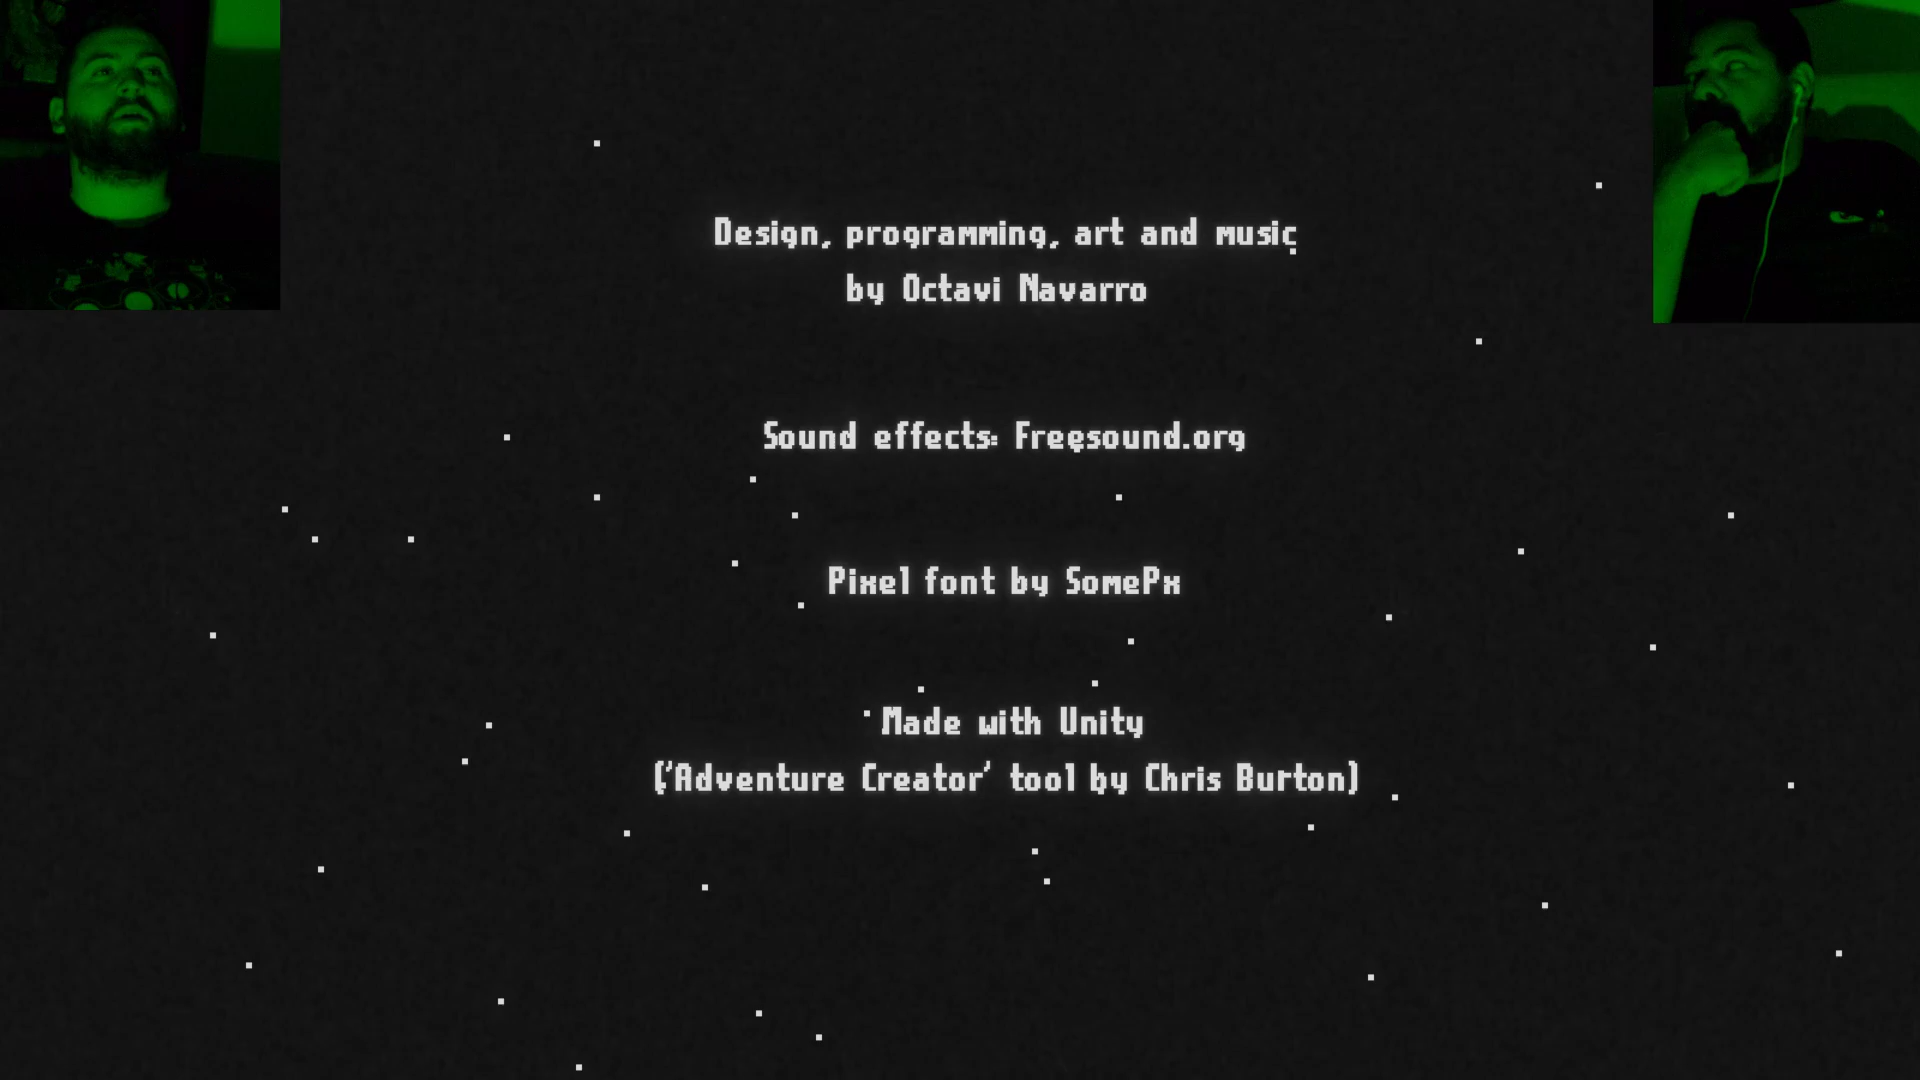 Design, programming, art and music
by Octavi Navarro
Sound effects: Freesound.org
Pixel font by SomePx
Made with Unity
('Adventure Creator' tool by Chris Burton)